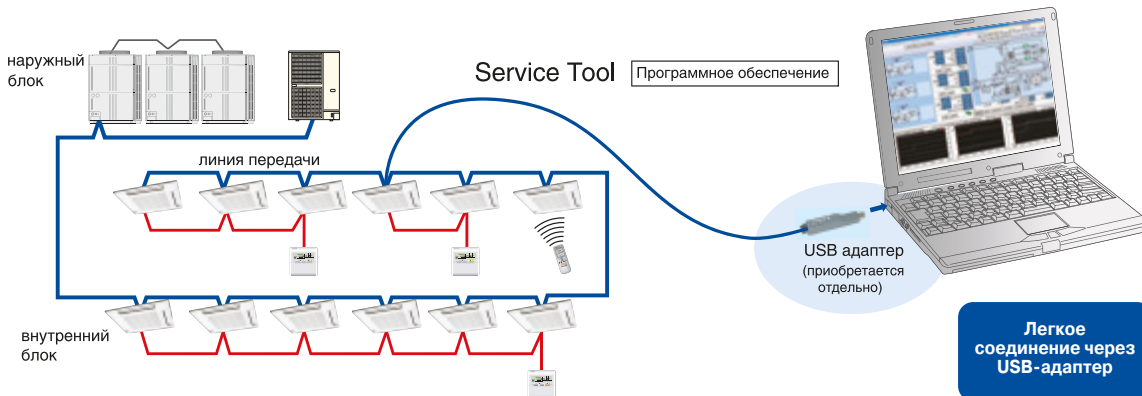 наружный
блок
Service Tool
Программное обеспечение
линия передачи
USB адаптер
(приобретается
отдельно)
внутренний
блок
Легкое
соединение через
USB-адаптер